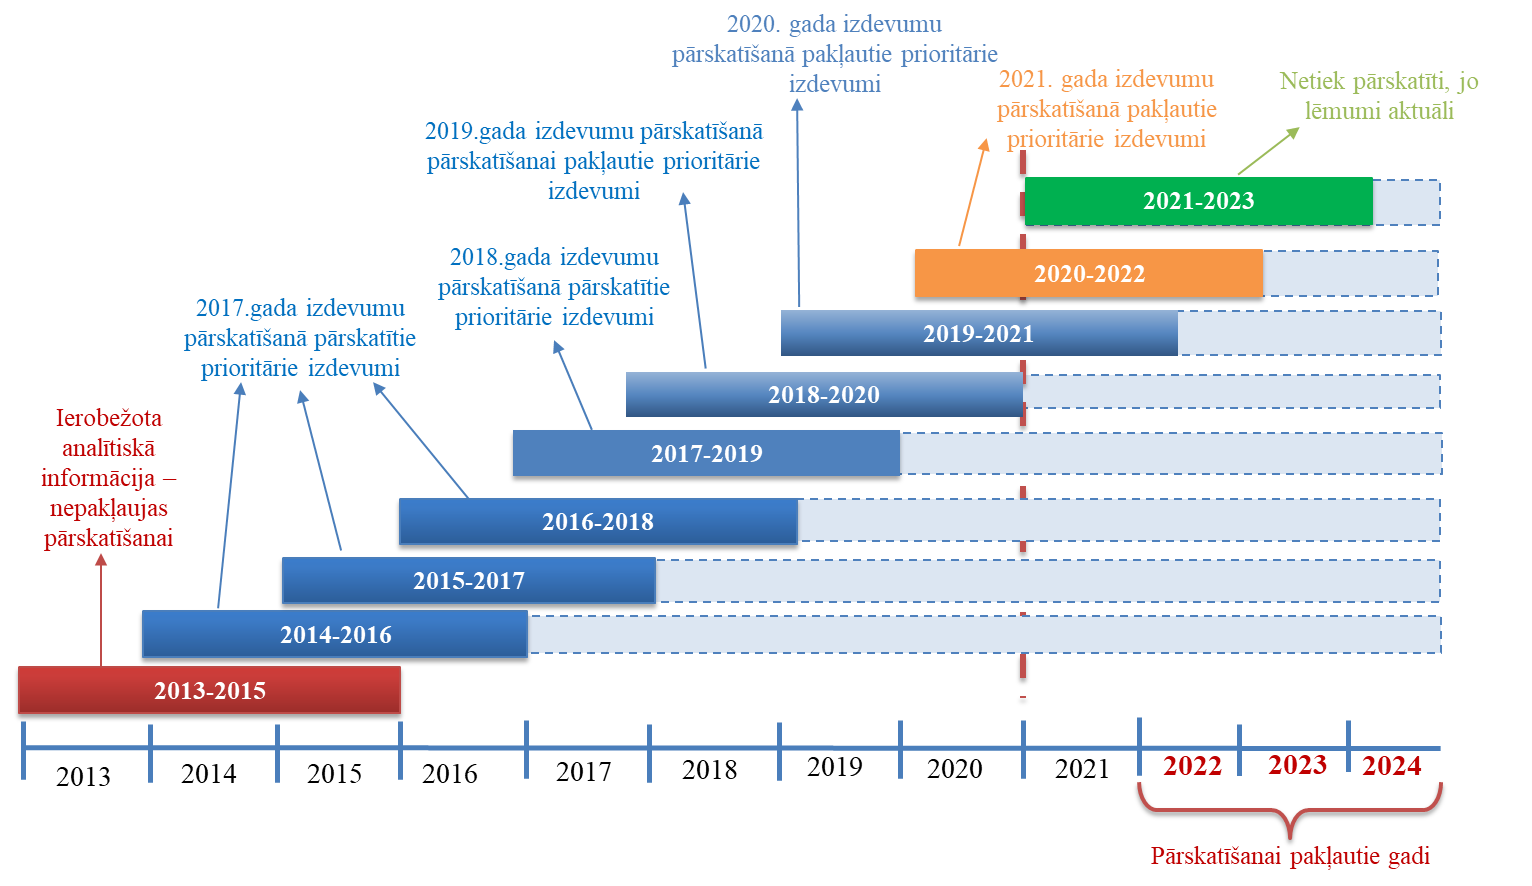 2020. gada izdevumu
pārskatīšanā pakļautie prioritārie
izdevumi
2021. gada izdevumu
pārskatīšanā pakļautie
prioritārie izdevumi
Netiek pārskatīti, jo
lēmumi aktuāli
2019.gada izdevumu pārskatīšanā
pārskatīšanai pakļautie prioritārie
izdevumi
2018.gada izdevumu
pārskatīšanā pārskatītie
prioritārie izdevumi
2017.gada izdevumu
pārskatīšanā pārskatītie
prioritārie izdevumi
Ierobežota
analītiskā
informācija –
nepakļaujas
pārskatīšanai
2021-2023
2020-2022
2019-2021
2018-2020
2017-2019
2016-2018
2015-2017
2014-2016
2013-2015
2013 2014 2015 2016 2017 2018 2019 2020 2021 2022 2023 2024
Pārskatīšanai pakļautie gadi